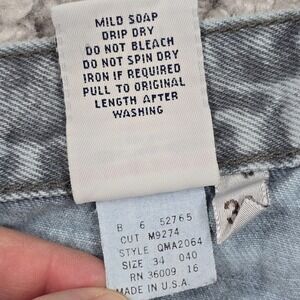 MILD SOAP
DRIP DRY
DO NOT BLEACH
DO NOT SPIN DRY
IRON IF REQUIRED
PULL TO ORIGINAL
LENGTH AFTER
WASHING
B 6 52765
CUT M9274
STYLE QMA2064
SIZE 34 040
RN 36009 16
MADE IN U.S.A.